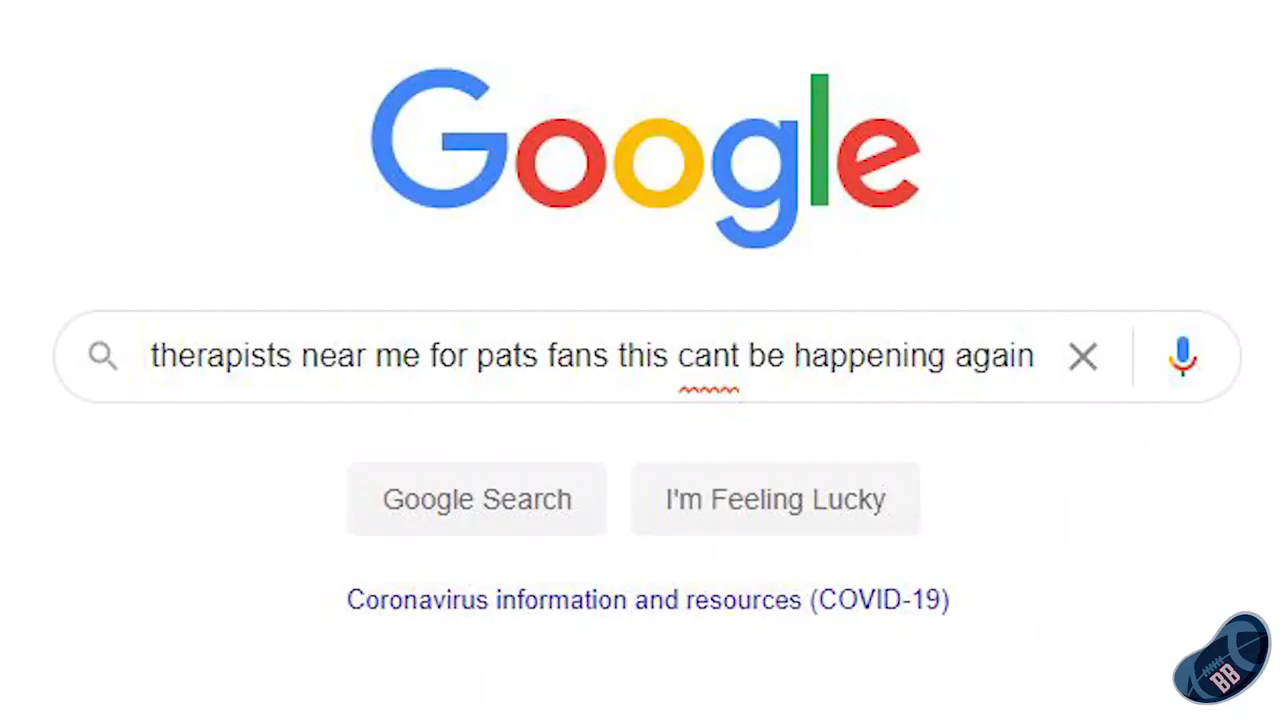 Google
therapists near me for pats fans this cant be happening again
Google Search
I'm Feeling Lucky
Coronavirus information and resources (COVID-19)
BB